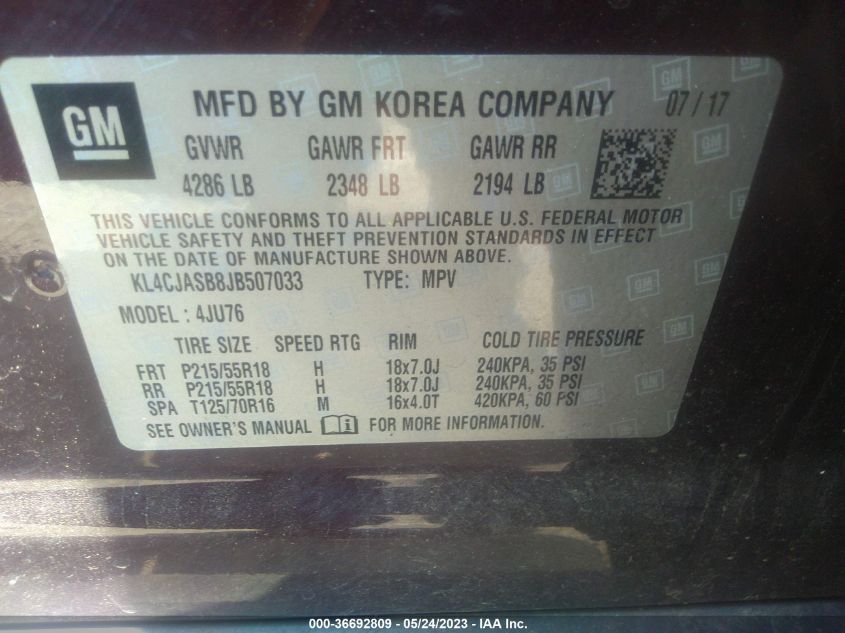 GM
MFD BY GM KOREA COMPANY 07/17
GVWR GAWR FRT GAWR RR
4286 LB 2348 LB 2194 LB
THIS VEHICLE CONFORMS TO ALL APPLICABLE U.S. FEDERAL MOTOR
VEHICLE SAFETY AND THEFT PREVENTION STANDARDS IN EFFECT
ON THE DATE OF MANUFACTURE SHOWN ABOVE.
KL4CJASB8JB507033 TYPE: MPV
MODEL : 4JU76
TIRE SIZE SPEED RTG RIM COLD TIRE PRESSURE
FRT P215/55R18 H 18x7.0J 240KPA, 35 PSI
RR P215/55R18 H 18x7.0J 240KPA, 35 PSI
SPA T125/70R16 M 16x4.0T 420KPA, 60 PSI
SEE OWNER'S MANUAL i FOR MORE INFORMATION.
000-36692809 - 05/24/2023 - IAA Inc.